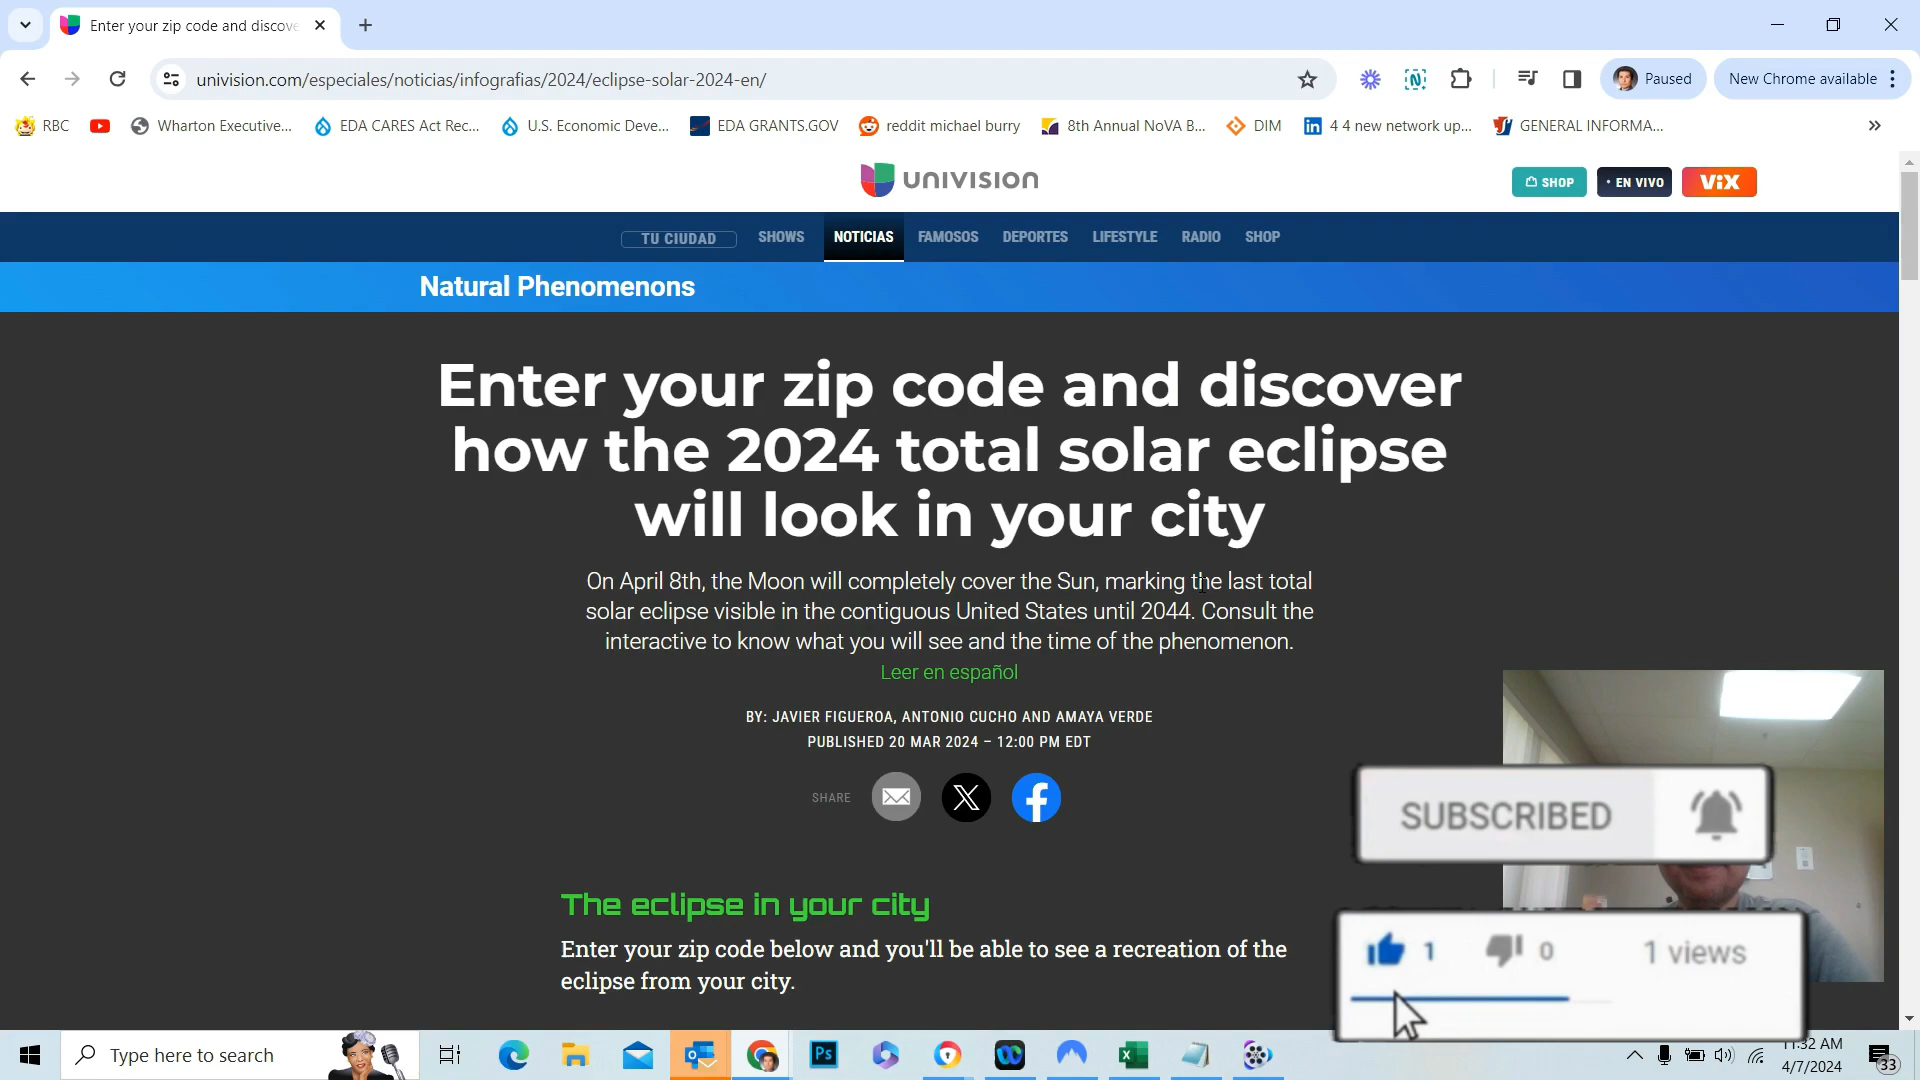 Enter your zip code and discove
univision.com/especiales/noticias/infografias/2024/eclipse-solar-2024-en/
Paused
New Chrome available
RBC
Wharton Executive...
EDA CARES Act Rec...
U.S. Economic Deve...
EDA GRANTS.GOV
reddit michael burry
8th Annual NoVA B...
DIM
4 4 new network up...
GENERAL INFORMA...
UNIVISION
SHOP
• EN VIVO
ViX
TU CIUDAD
SHOWS
NOTICIAS
FAMOSOS
DEPORTES
LIFESTYLE
RADIO
SHOP
Natural Phenomenons
Enter your zip code and discover
how the 2024 total solar eclipse
will look in your city
On April 8th, the Moon will completely cover the Sun, marking the last total
solar eclipse visible in the contiguous United States until 2044. Consult the
interactive to know what you will see and the time of the phenomenon.
Leer en español
BY: JAVIER FIGUEROA, ANTONIO CUCHO AND AMAYA VERDE
PUBLISHED 20 MAR 2024 – 12:00 PM EDT
SHARE
SUBSCRIBED
The eclipse in your city
Enter your zip code below and you'll be able to see a recreation of the
eclipse from your city.
1
0
1 views
Type here to search
Ps
11:32 AM
4/7/2024
33